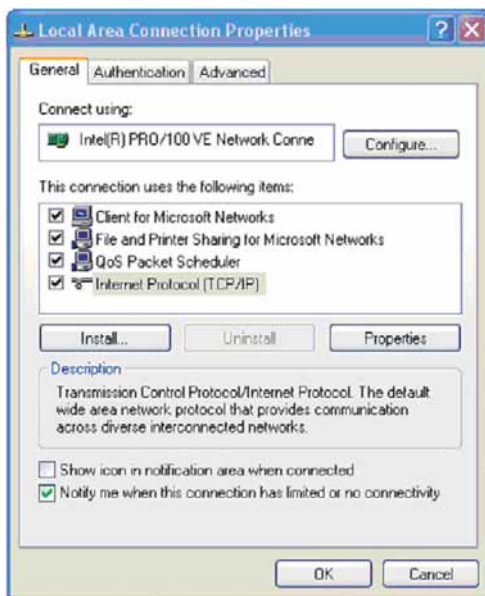 Local Area Connection Properties
General Authentication Advanced
Connect using:
Intel(R) PRO/100 VE Network Conne
Configure...
This connection uses the following items:
Client for Microsoft Networks
File and Printer Sharing for Microsoft Networks
QoS Packet Scheduler
Internet Protocol (TCP/IP)
Install... Uninstall Properties
Description
Transmission Control Protocol/Internet Protocol. The default
wide area network protocol that provides communication
across diverse interconnected networks.
Show icon in notification area when connected
Notify me when this connection has limited or no connectivity
OK Cancel